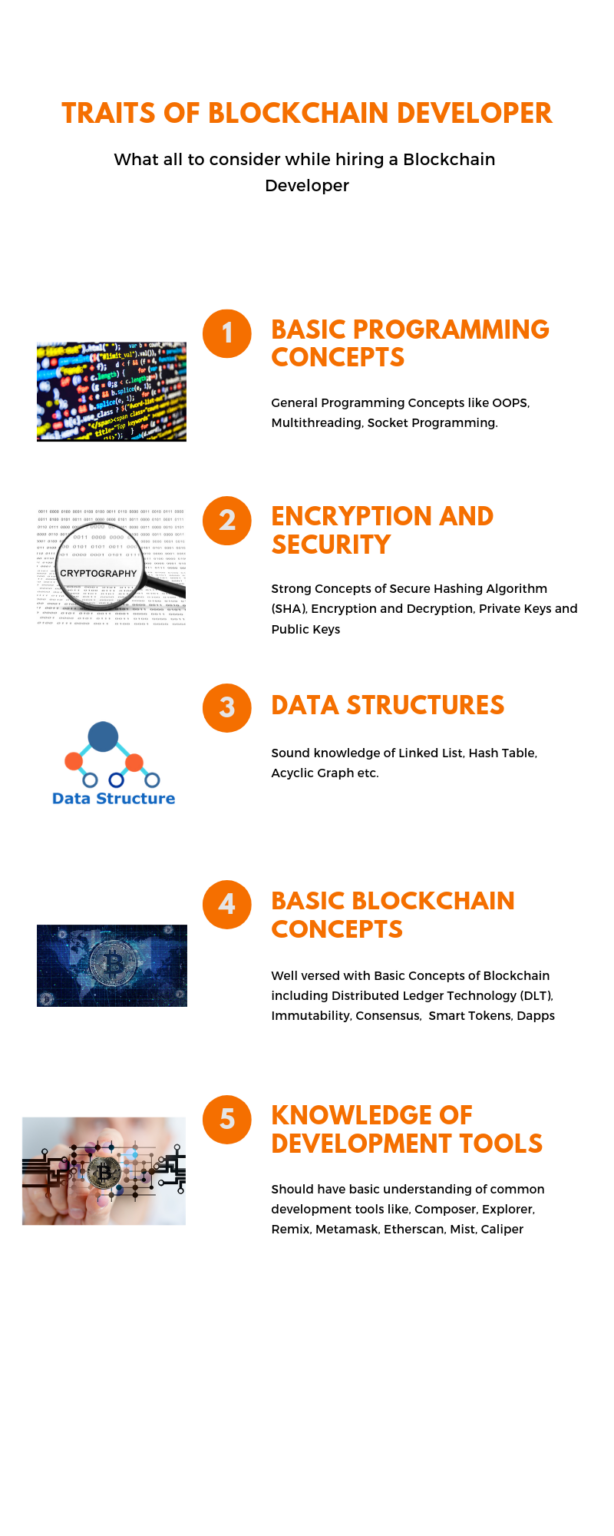 TRAITS OF BLOCKCHAIN DEVELOPER
What all to consider while hiring a Blockchain
Developer
1
BASIC PROGRAMMING
CONCEPTS
General Programming Concepts like OOPS,
Multithreading, Socket Programming.
2
ENCRYPTION AND
SECURITY
CRYPTOGRAPHY
Strong Concepts of Secure Hashing Algorithm
(SHA), Encryption and Decryption, Private Keys and
Public Keys
3
DATA STRUCTURES
Sound knowledge of Linked List, Hash Table,
Acyclic Graph etc.
Data Structure
4
BASIC BLOCKCHAIN
CONCEPTS
Well versed with Basic Concepts of Blockchain
including Distributed Ledger Technology (DLT),
Immutability, Consensus,  Smart Tokens, Dapps
5
KNOWLEDGE OF
DEVELOPMENT TOOLS
Should have basic understanding of common
development tools like, Composer, Explorer,
Remix, Metamask, Etherscan, Mist, Caliper